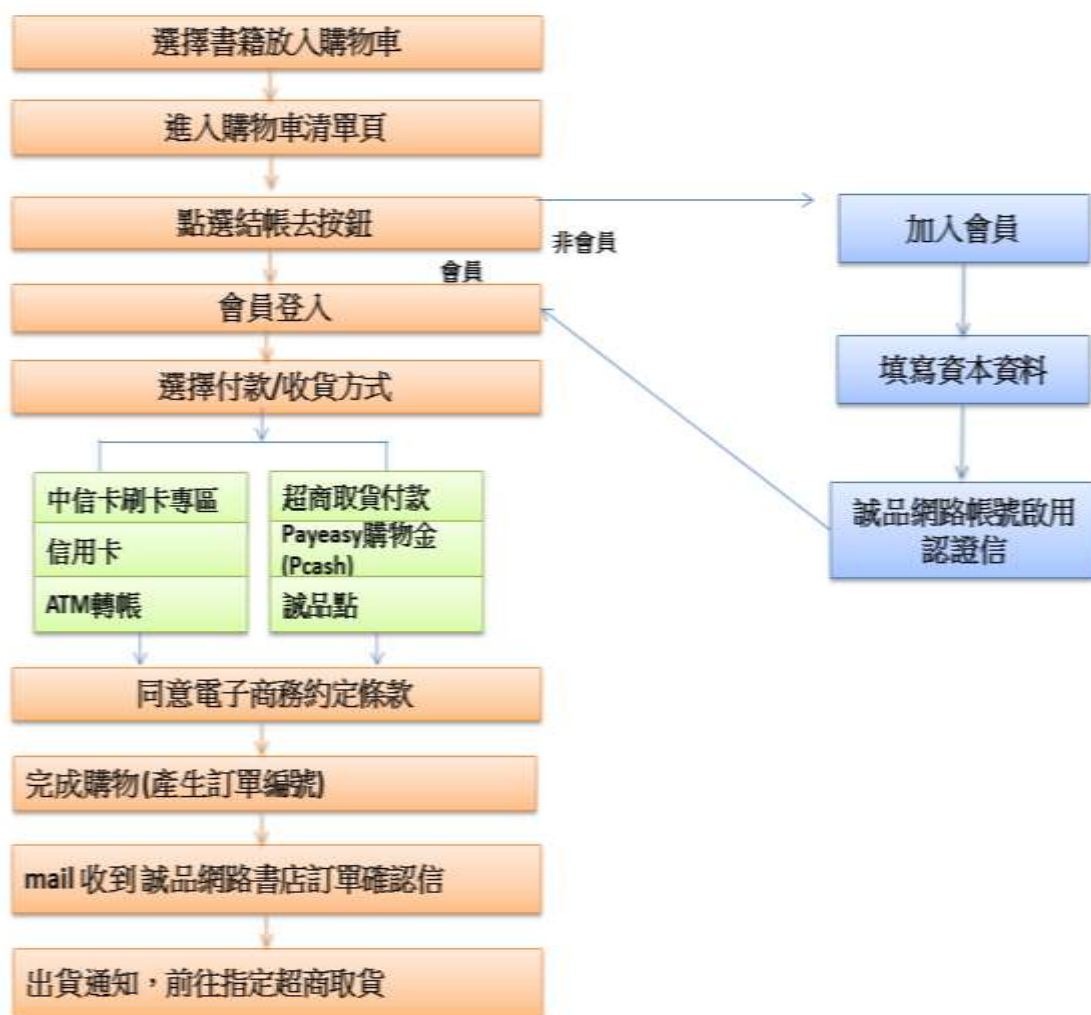 選擇書籍放入購物車
進入購物車清單頁
點選結帳去按鈕
非會員
會員
會員登入
選擇付款/收貨方式
中信卡刷卡專區
信用卡
ATM轉帳
超商取貨付款
Payeasy購物金
(Pcash)
誠品點
同意電子商務約定條款
完成購物(產生訂單編號)
mail 收到 誠品網路書店訂單確認信
出貨通知，前往指定超商取貨
加入會員
填寫資本資料
誠品網路帳號啟用
認證信